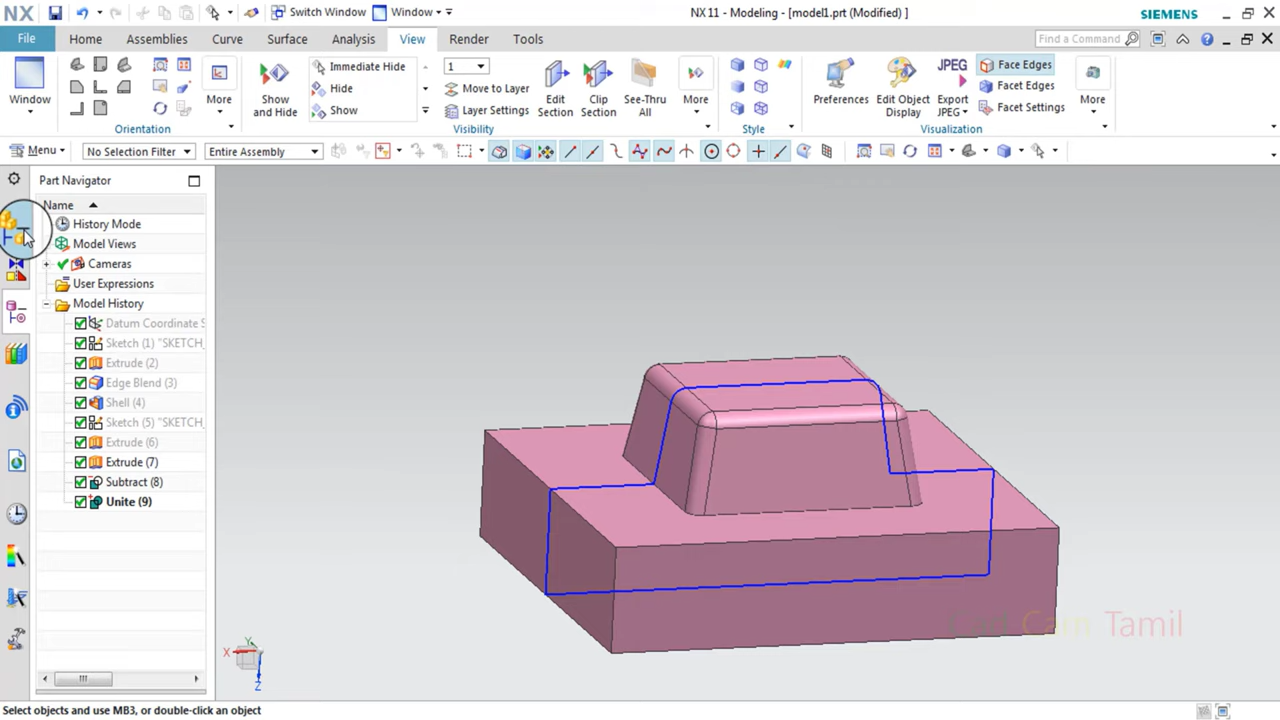 NX
Switch Window
Window
NX 11 - Modeling - [model1.prt (Modified) ]
SIEMENS
File
Home
Assemblies
Curve
Surface
Analysis
View
Render
Tools
Find a Command
Window
More
Orientation
Show and Hide
Immediate Hide
Hide
Show
1
Move to Layer
Layer Settings
Edit Section
Clip Section
See-Thru All
More
Visibility
Style
Preferences
Edit Object Display
JPEG
Export JPEG
Face Edges
Facet Edges
Facet Settings
More
Visualization
Menu
No Selection Filter
Entire Assembly
Part Navigator
Name
History Mode
Model Views
Cameras
User Expressions
Model History
Datum Coordinate S
Sketch (1) "SKETCH_
Extrude (2)
Edge Blend (3)
Shell (4)
Sketch (5) "SKETCH_
Extrude (6)
Extrude (7)
Subtract (8)
Unite (9)
X
Y
Z
Cam Tamil
Select objects and use MB3, or double-click an object